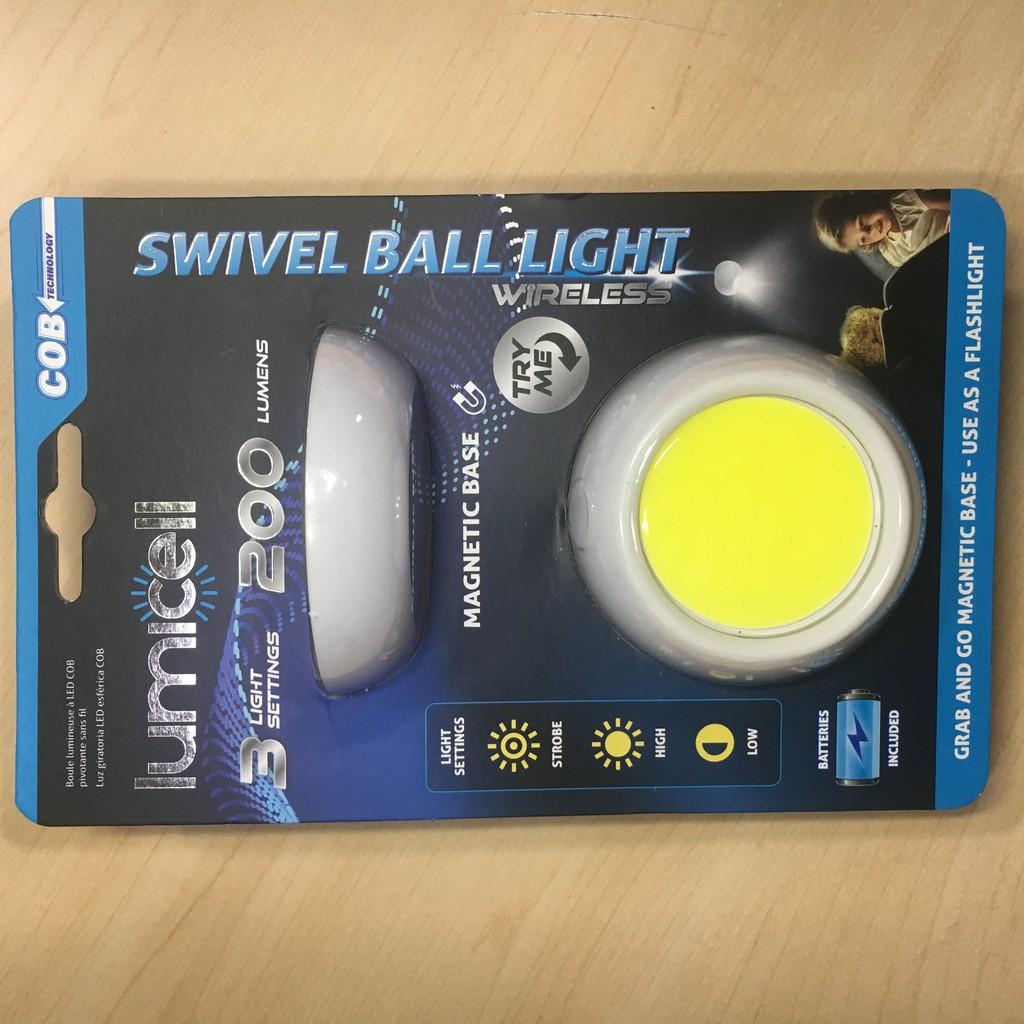 COB TECHNOLOGY
Boule lumineuse à LED COB
pivotante sans fil
Luz giratoria LED esférica COB
lumicell
SWIVEL BALL LIGHT
WIRELESS
3 LIGHT SETTINGS 200 LUMENS
MAGNETIC BASE
TRY
ME
LIGHT
SETTINGS
STROBE
HIGH
LOW
BATTERIES
INCLUDED
GRAB AND GO MAGNETIC BASE - USE AS A FLASHLIGHT